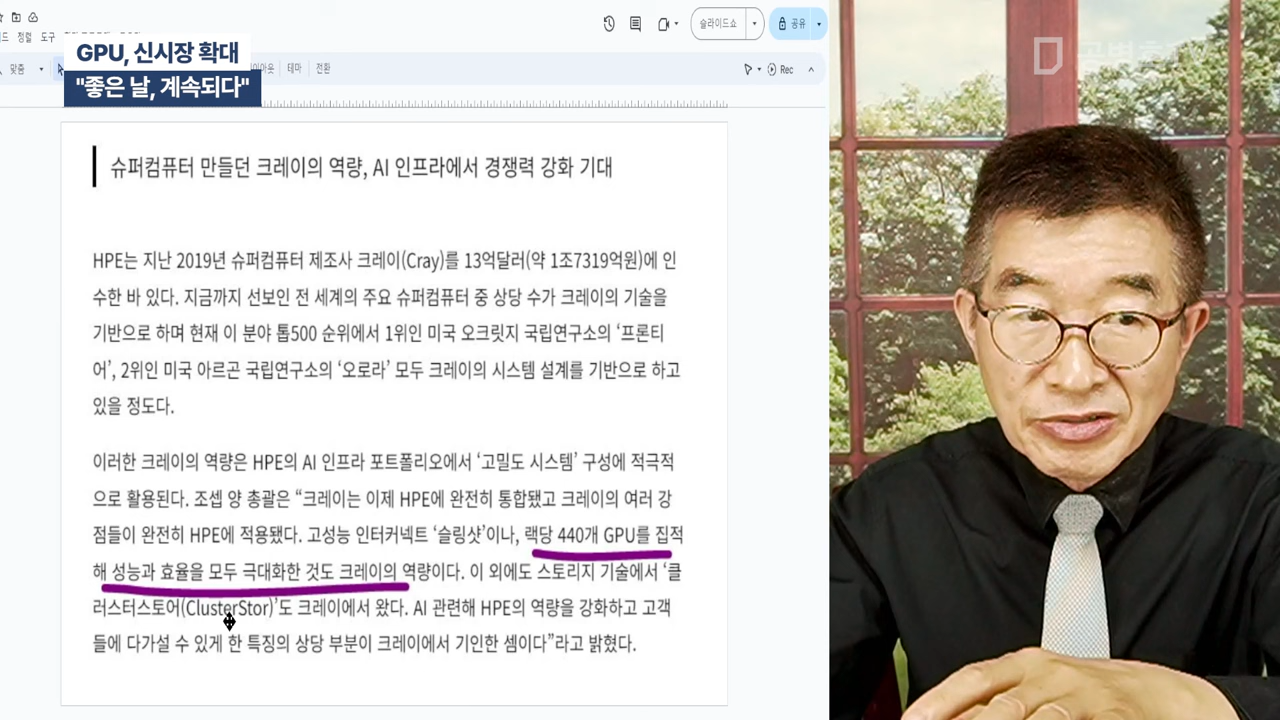 정렬 도구
슬라이드쇼
공유
GPU, 신시장 확대
공병호TV
맞춤
테마
전환
Rec
"좋은 날, 계속되다"
슈퍼컴퓨터 만들던 크레이의 역량, AI 인프라에서 경쟁력 강화 기대
HPE는 지난 2019년 슈퍼컴퓨터 제조사 크레이(Cray)를 13억달러(약 1조7319억원)에 인
수한 바 있다. 지금까지 선보인 전 세계의 주요 슈퍼컴퓨터 중 상당 수가 크레이의 기술을
기반으로 하며 현재 이 분야 톱500 순위에서 1위인 미국 오크릿지 국립연구소의 ‘프론티
어’, 2위인 미국 아르곤 국립연구소의 ‘오로라’ 모두 크레이의 시스템 설계를 기반으로 하고
있을 정도다.
이러한 크레이의 역량은 HPE의 AI 인프라 포트폴리오에서 ‘고밀도 시스템’ 구성에 적극적
으로 활용된다. 조셉 양 총괄은 “크레이는 이제 HPE에 완전히 통합됐고 크레이의 여러 강
점들이 완전히 HPE에 적용됐다. 고성능 인터커넥트 ‘슬링샷’이나, 랙당 440개 GPU를 집적
해 성능과 효율을 모두 극대화한 것도 크레이의 역량이다. 이 외에도 스토리지 기술에서 ‘클
러스터스토어(ClusterStor)’도 크레이에서 왔다. AI 관련해 HPE의 역량을 강화하고 고객
들에 다가설 수 있게 한 특징의 상당 부분이 크레이에서 기인한 셈이다”라고 밝혔다.